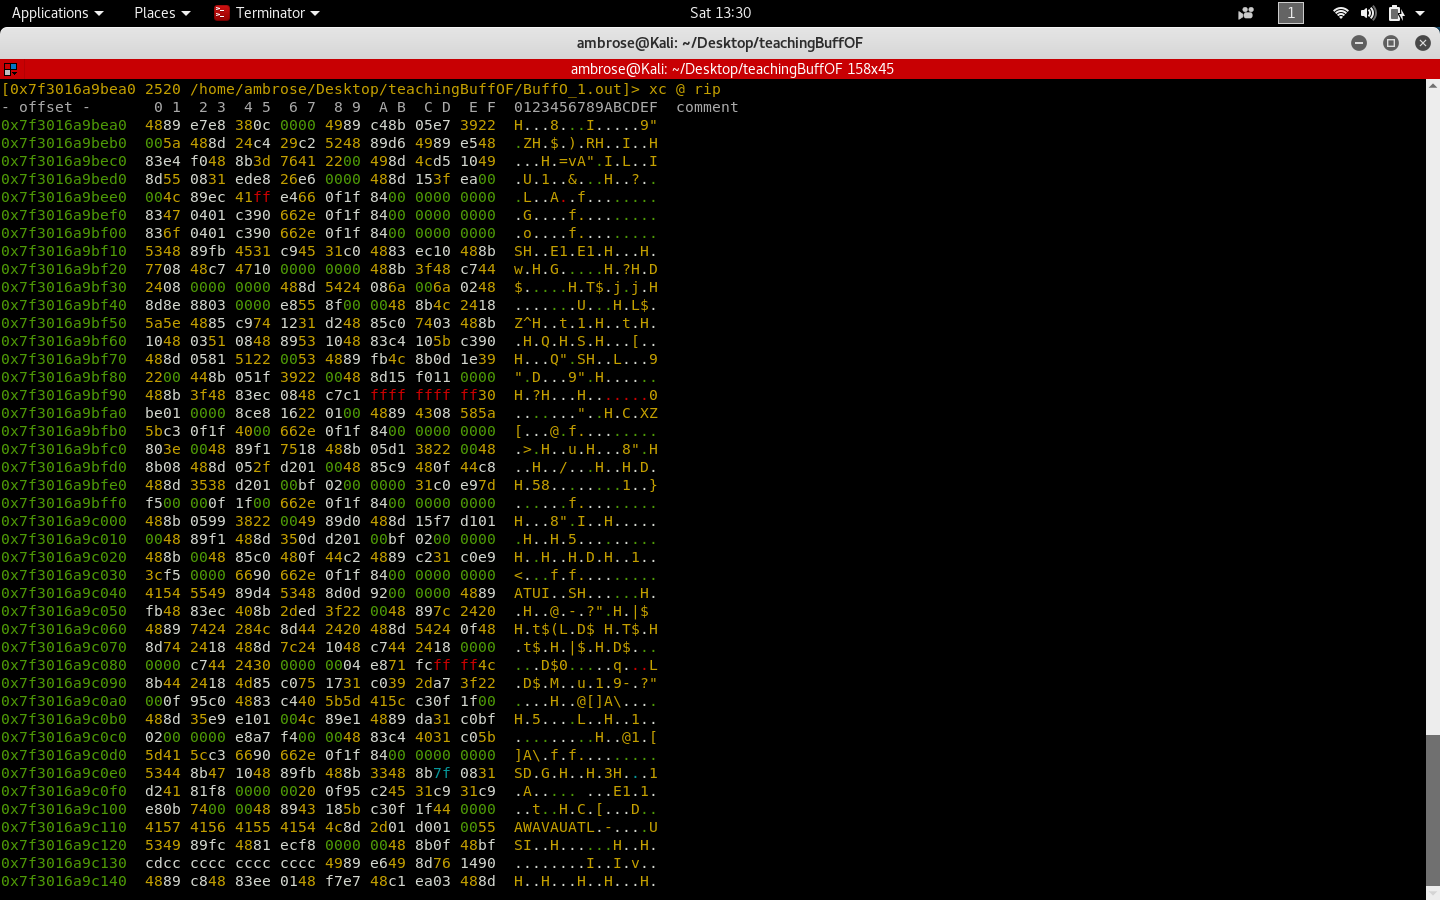 Applications Places Terminator Sat 13:30 1
ambrose@Kali: ~/Desktop/teachingBuffOF
ambrose@Kali: ~/Desktop/teachingBuffOF 158x45
[0x7f3016a9bea0 2520 /home/ambrose/Desktop/teachingBuffOF/BuffO_1.out]> xc @ rip
- offset -   0 1  2 3  4 5  6 7  8 9  A B  C D  E F  0123456789ABCDEF  comment
0x7f3016a9bea0  4889 e7e8 380c 0000 4989 c48b 05e7 3922  H...8...I.....9"
0x7f3016a9beb0  005a 488d 24c4 29c2 5248 89d6 4989 e548  .ZH.$.).RH..I..H
0x7f3016a9bec0  83e4 f048 8b3d 7641 2200 498d 4cd5 1049  ...H.=vA".I.L..I
0x7f3016a9bed0  8d55 0831 ede8 26e6 0000 488d 153f ea00  .U.1..&...H..?..
0x7f3016a9bee0  004c 89ec 41ff e466 0f1f 8400 0000 0000  .L..A..f........
0x7f3016a9bef0  8347 0401 c390 662e 0f1f 8400 0000 0000  .G....f.........
0x7f3016a9bf00  836f 0401 c390 662e 0f1f 8400 0000 0000  .o....f.........
0x7f3016a9bf10  5348 89fb 4531 c945 31c0 4883 ec10 488b  SH..E1.E1.H...H.
0x7f3016a9bf20  7708 48c7 4710 0000 0000 488b 3f48 c744  w.H.G.....H.?H.D
0x7f3016a9bf30  2408 0000 0000 488d 5424 086a 006a 0248  $.....H.T$.j.j.H
0x7f3016a9bf40  8d8e 8803 0000 e855 8f00 0048 8b4c 2418  .......U...H.L$.
0x7f3016a9bf50  5a5e 4885 c974 1231 d248 85c0 7403 488b  Z^H..t.1.H..t.H.
0x7f3016a9bf60  1048 0351 0848 8953 1048 83c4 105b c390  .H.Q.H.S.H...[..
0x7f3016a9bf70  488d 0581 5122 0053 4889 fb4c 8b0d 1e39  H...Q".SH..L...9
0x7f3016a9bf80  2200 448b 051f 3922 0048 8d15 f011 0000  ".D...9".H......
0x7f3016a9bf90  488b 3f48 83ec 0848 c7c1 ffff ffff ff30  H.?H...H.......0
0x7f3016a9bfa0  be01 0000 8ce8 1622 0100 4889 4308 585a  ......."..H.C.XZ
0x7f3016a9bfb0  5bc3 0f1f 4000 662e 0f1f 8400 0000 0000  [...@.f.........
0x7f3016a9bfc0  803e 0048 89f1 7518 488b 05d1 3822 0048  .>.H..u.H...8".H
0x7f3016a9bfd0  8b08 488d 052f d201 0048 85c9 480f 44c8  ..H../...H..H.D.
0x7f3016a9bfe0  488d 3538 d201 00bf 0200 0000 31c0 e97d  H.58........1..}
0x7f3016a9bff0  f500 000f 1f00 662e 0f1f 8400 0000 0000  ......f.........
0x7f3016a9c000  488b 0599 3822 0049 89d0 488d 15f7 d101  H...8".I..H.....
0x7f3016a9c010  0048 89f1 488d 350d d201 00bf 0200 0000  .H..H.5.........
0x7f3016a9c020  488b 0048 85c0 480f 44c2 4889 c231 c0e9  H..H..H.D.H..1..
0x7f3016a9c030  3cf5 0000 6690 662e 0f1f 8400 0000 0000  <...f.f.........
0x7f3016a9c040  4154 5549 89d4 5348 8d0d 9200 0000 4889  ATUI..SH......H.
0x7f3016a9c050  fb48 83ec 408b 2ded 3f22 0048 897c 2420  .H..@.-.?".H.|$
0x7f3016a9c060  4889 7424 284c 8d44 2420 488d 5424 0f48  H.t$(L.D$ H.T$.H
0x7f3016a9c070  8d74 2418 488d 7c24 1048 c744 2418 0000  .t$.H.|$.H.D$...
0x7f3016a9c080  0000 c744 2430 0000 0004 e871 fcff ff4c  ...D$0.....q...L
0x7f3016a9c090  8b44 2418 4d85 c075 1731 c039 2da7 3f22  .D$.M..u.1.9-.?"
0x7f3016a9c0a0  000f 95c0 4883 c440 5b5d 415c c30f 1f00  ....H..@[]A\....
0x7f3016a9c0b0  488d 35e9 e101 004c 89e1 4889 da31 c0bf  H.5....L..H..1..
0x7f3016a9c0c0  0200 0000 e8a7 f400 0048 83c4 4031 c05b  .........H..@1.[
0x7f3016a9c0d0  5d41 5cc3 6690 662e 0f1f 8400 0000 0000  ]A\.f.f.........
0x7f3016a9c0e0  5344 8b47 1048 89fb 488b 3348 8b7f 0831  SD.G.H..H.3H...1
0x7f3016a9c0f0  d241 81f8 0000 0020 0f95 c245 31c9 31c9  .A..... ...E1.1.
0x7f3016a9c100  e80b 7400 0048 8943 185b c30f 1f44 0000  ..t..H.C.[...D..
0x7f3016a9c110  4157 4156 4155 4154 4c8d 2d01 d001 0055  AWAVAUATL.-....U
0x7f3016a9c120  5349 89fc 4881 ecf8 0000 0048 8b0f 48bf  SI..H......H..H.
0x7f3016a9c130  cdcc cccc cccc cccc 4989 e649 8d76 1490  ........I..I.v..
0x7f3016a9c140  4889 c848 83ee 0148 f7e7 48c1 ea03 488d  H..H...H..H...H.